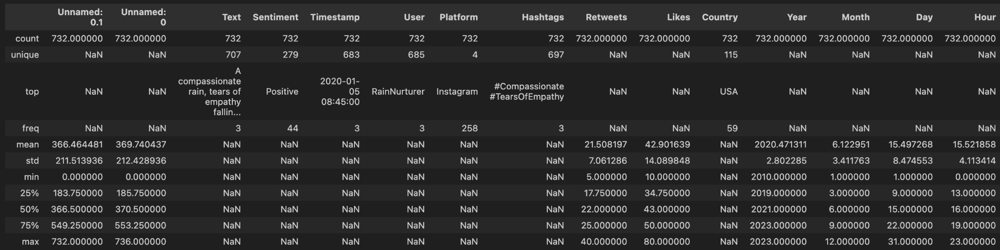 Unnamed: 0.1 Unnamed: 0 Text Sentiment Timestamp User Platform Hashtags Retweets Likes Country Year Month Day Hour
count 732.000000 732.000000 732 732 732 732 732 732 732.000000 732.000000 732 732.000000 732.000000 732.000000 732.000000
unique NaN NaN 707 279 683 685 4 697 NaN NaN 115 NaN NaN NaN NaN
top NaN NaN A compassionate rain, tears of empathy fallin... Positive 2020-01-05 08:45:00 RainNurturer Instagram #Compassionate #TearsOfEmpathy NaN NaN USA NaN NaN NaN NaN
freq NaN NaN 3 44 3 3 258 3 NaN NaN 59 NaN NaN NaN NaN
mean 366.464481 369.740437 NaN NaN NaN NaN NaN NaN 21.508197 42.901639 NaN 2020.471311 6.122951 15.497268 15.521858
std 211.513936 212.428936 NaN NaN NaN NaN NaN NaN 7.061286 14.089848 NaN 2.802285 3.411763 8.474553 4.113414
min 0.000000 0.000000 NaN NaN NaN NaN NaN NaN 5.000000 10.000000 NaN 2010.000000 1.000000 1.000000 0.000000
25% 183.750000 185.750000 NaN NaN NaN NaN NaN NaN 17.750000 34.750000 NaN 2019.000000 3.000000 9.000000 13.000000
50% 366.500000 370.500000 NaN NaN NaN NaN NaN NaN 22.000000 43.000000 NaN 2021.000000 6.000000 15.000000 16.000000
75% 549.250000 553.250000 NaN NaN NaN NaN NaN NaN 25.000000 50.000000 NaN 2023.000000 9.000000 22.000000 19.000000
max 732.000000 736.000000 NaN NaN NaN NaN NaN NaN 40.000000 80.000000 NaN 2023.000000 12.000000 31.000000 23.000000